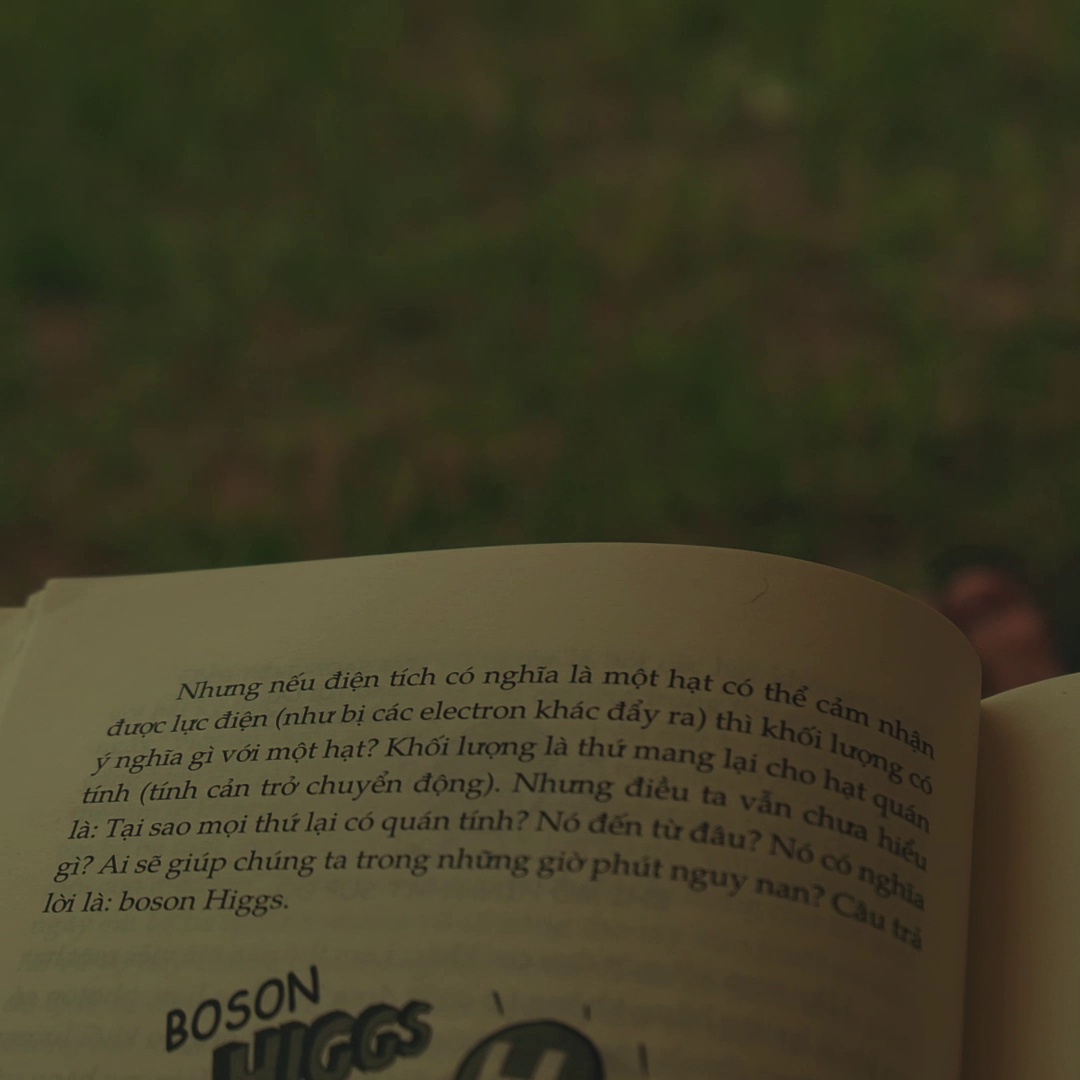 Nhưng nếu điện tích có nghĩa là một hạt có thể cảm nhận
được lực điện (như bị các electron khác đẩy ra) thì khối lượng có
ý nghĩa gì với một hạt? Khối lượng là thứ mang lại cho hạt quán
tính (tính cản trở chuyển động). Nhưng điều ta vẫn chưa hiểu
là: Tại sao mọi thứ lại có quán tính? Nó đến từ đâu? Nó có nghĩa
gì? Ai sẽ giúp chúng ta trong những giờ phút nguy nan? Câu trả
lời là: boson Higgs.
BOSON
HIGGS
H